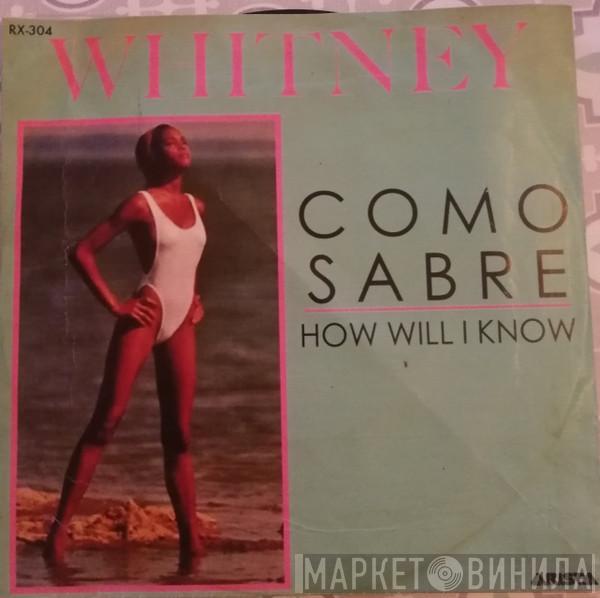 RX-304
WHITNEY
COMO
SABRE
HOW WILL I KNOW
ARISTA
МАРКЕТ ВИНИЛА